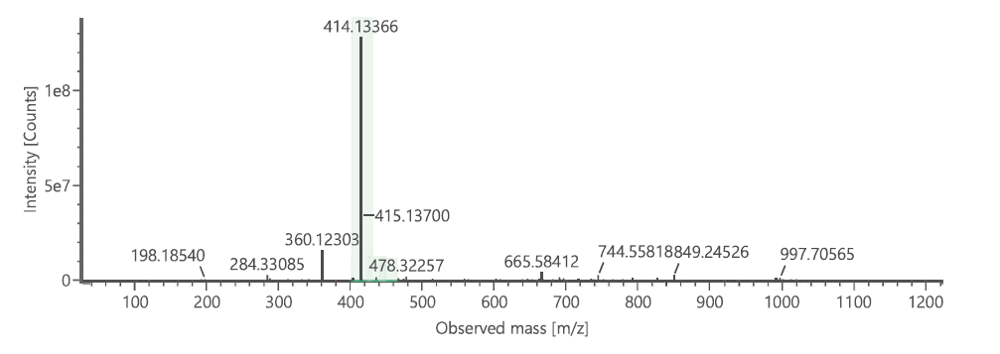 414.13366
1e8
Intensity [Counts]
5e7
415.13700
360.12303
198.18540
284.33085
478.32257
665.58412
744.55818
849.24526
997.70565
0
100 200 300 400 500 600 700 800 900 1000 1100 1200
Observed mass [m/z]